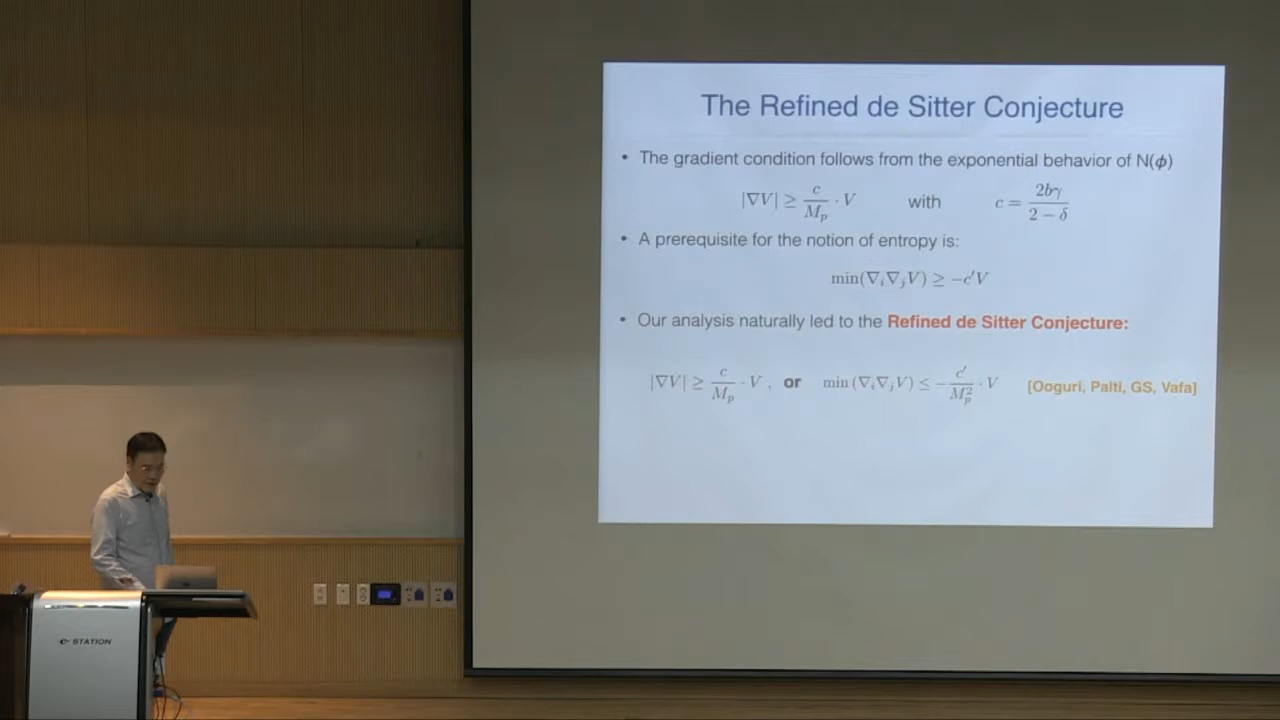 The Refined de Sitter Conjecture
• The gradient condition follows from the exponential behavior of N(ϕ)
|∇V| ≥ c/M_p · V with c = 2bγ/(2 − δ)
• A prerequisite for the notion of entropy is:
min(∇_i∇_jV) ≥ −c′V
• Our analysis naturally led to the Refined de Sitter Conjecture:
|∇V| ≥ c/M_p · V , or min (∇_i∇_jV) ≤ −c′/M_p^2 · V [Ooguri, Palti, GS, Vafa]
e-STATION